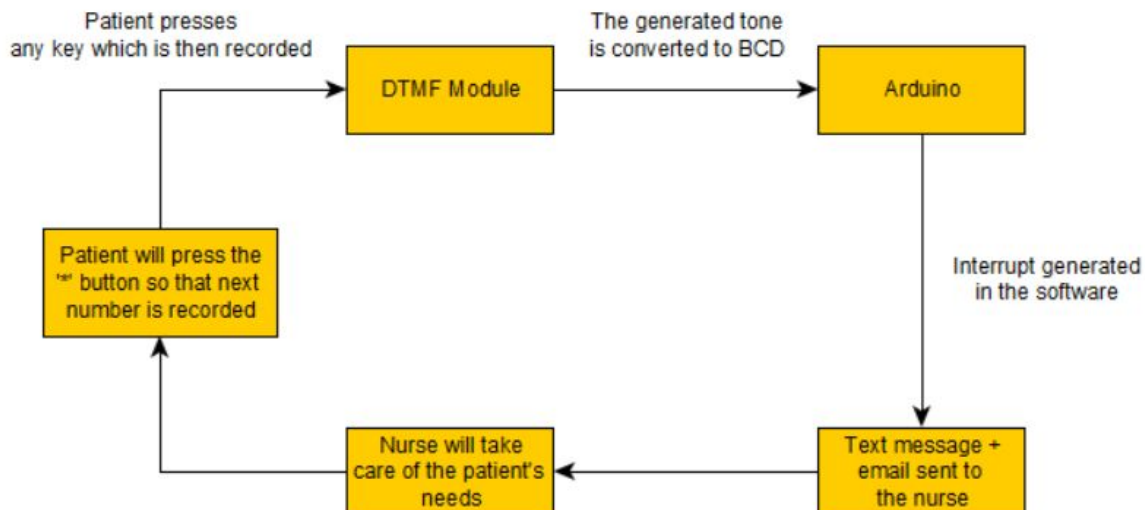 Patient presses
any key which is then recorded
The generated tone
is converted to BCD
DTMF Module
Arduino
Patient will press the
'*' button so that next
number is recorded
Interrupt generated
in the software
Nurse will take
care of the patient's
needs
Text message +
email sent to
the nurse